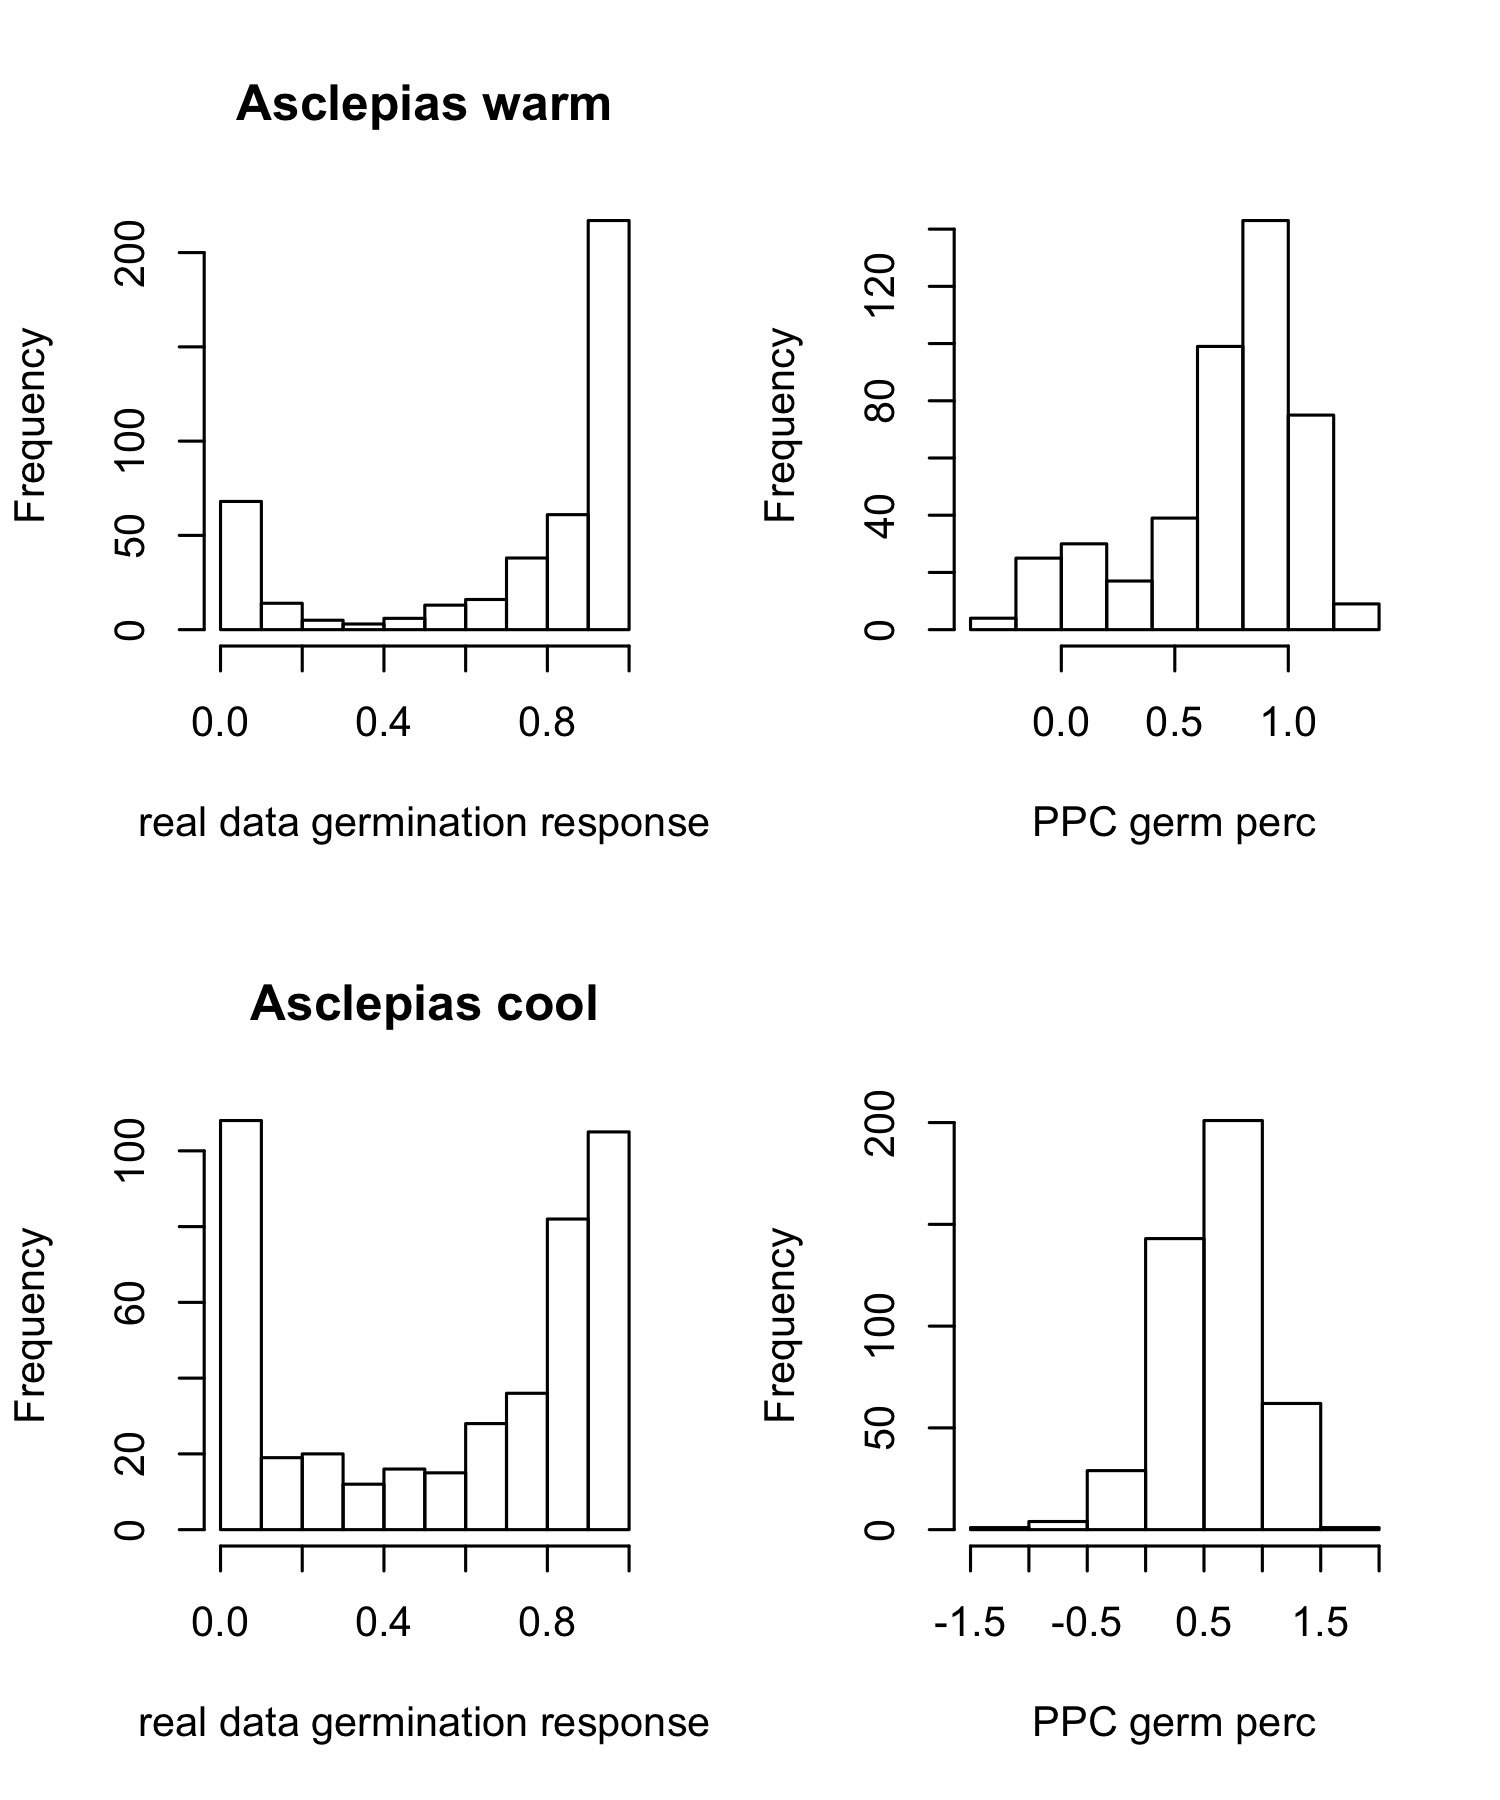 Asclepias warm
Frequency
0 50 100 200
0.0 0.4 0.8
real data germination response
Frequency
0 40 80 120
0.0 0.5 1.0
PPC germ perc
Asclepias cool
Frequency
0 20 60 100
0.0 0.4 0.8
real data germination response
Frequency
0 50 100 200
-1.5 -0.5 0.5 1.5
PPC germ perc